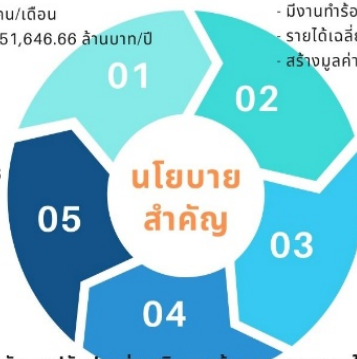 คน/เดือน
51,646.66 ล้านบาท/ปี
- มีงานทำร้อ
- รายได้เฉลี่ย
- สร้างมูลค่า
01
02
นโยบาย
สำคัญ
05
03
04